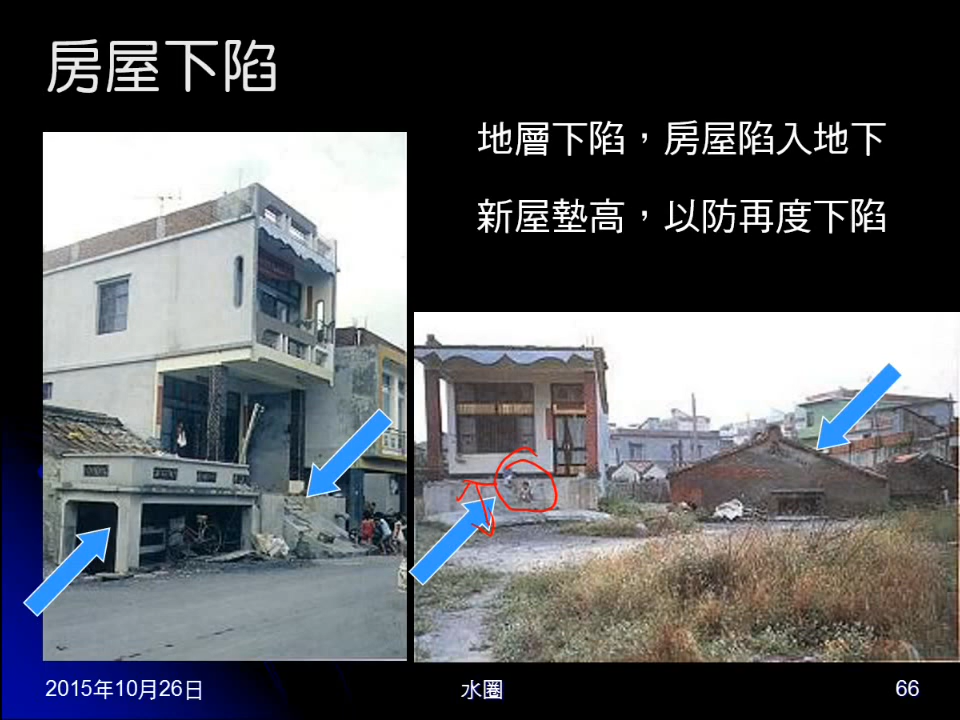 房屋下陷
地層下陷，房屋陷入地下
新屋墊高，以防再度下陷
2015年10月26日
水圈
66